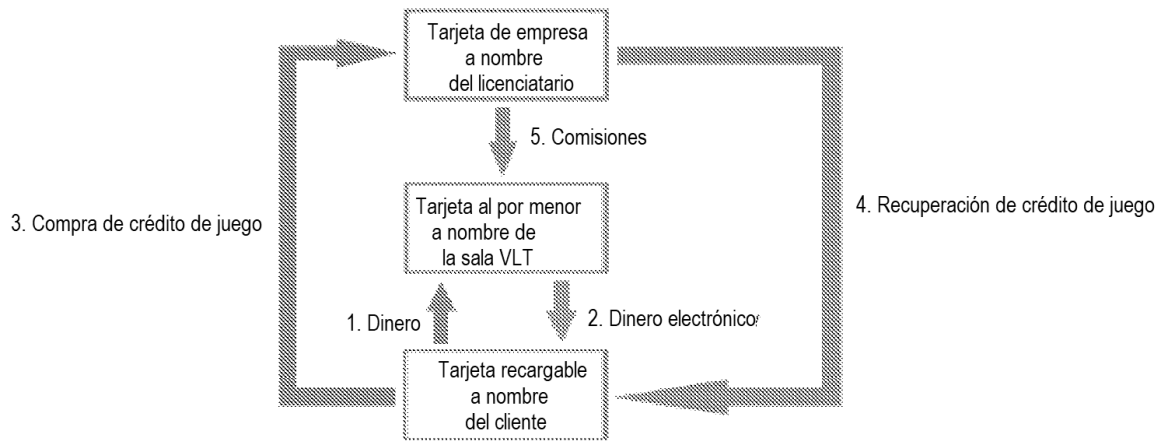 Tarjeta de empresa
a nombre
del licenciatario
5. Comisiones
3. Compra de crédito de juego
Tarjeta al por menor
a nombre de
la sala VLT
4. Recuperación de crédito de juego
1. Dinero
2. Dinero electrónico
Tarjeta recargable
a nombre
del cliente